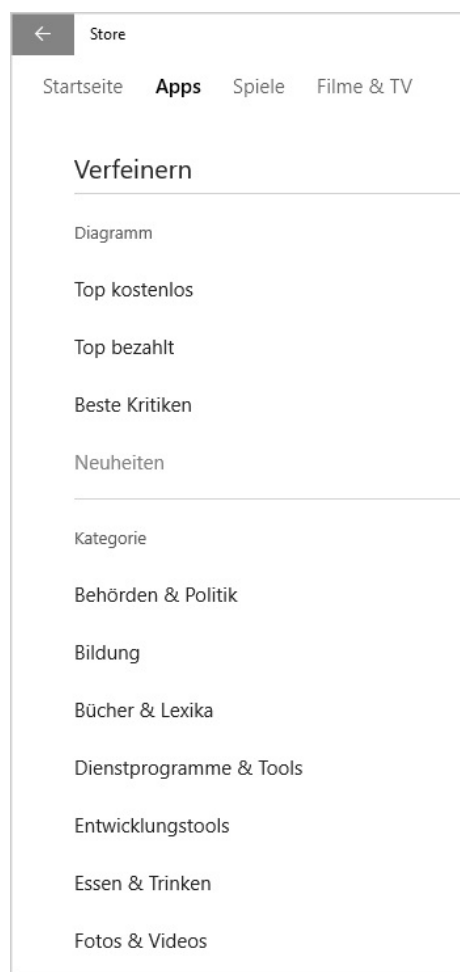 Store
Startseite Apps Spiele Filme & TV
Verfeinern
Diagramm
Top kostenlos
Top bezahlt
Beste Kritiken
Neuheiten
Kategorie
Behörden & Politik
Bildung
Bücher & Lexika
Dienstprogramme & Tools
Entwicklungstools
Essen & Trinken
Fotos & Videos